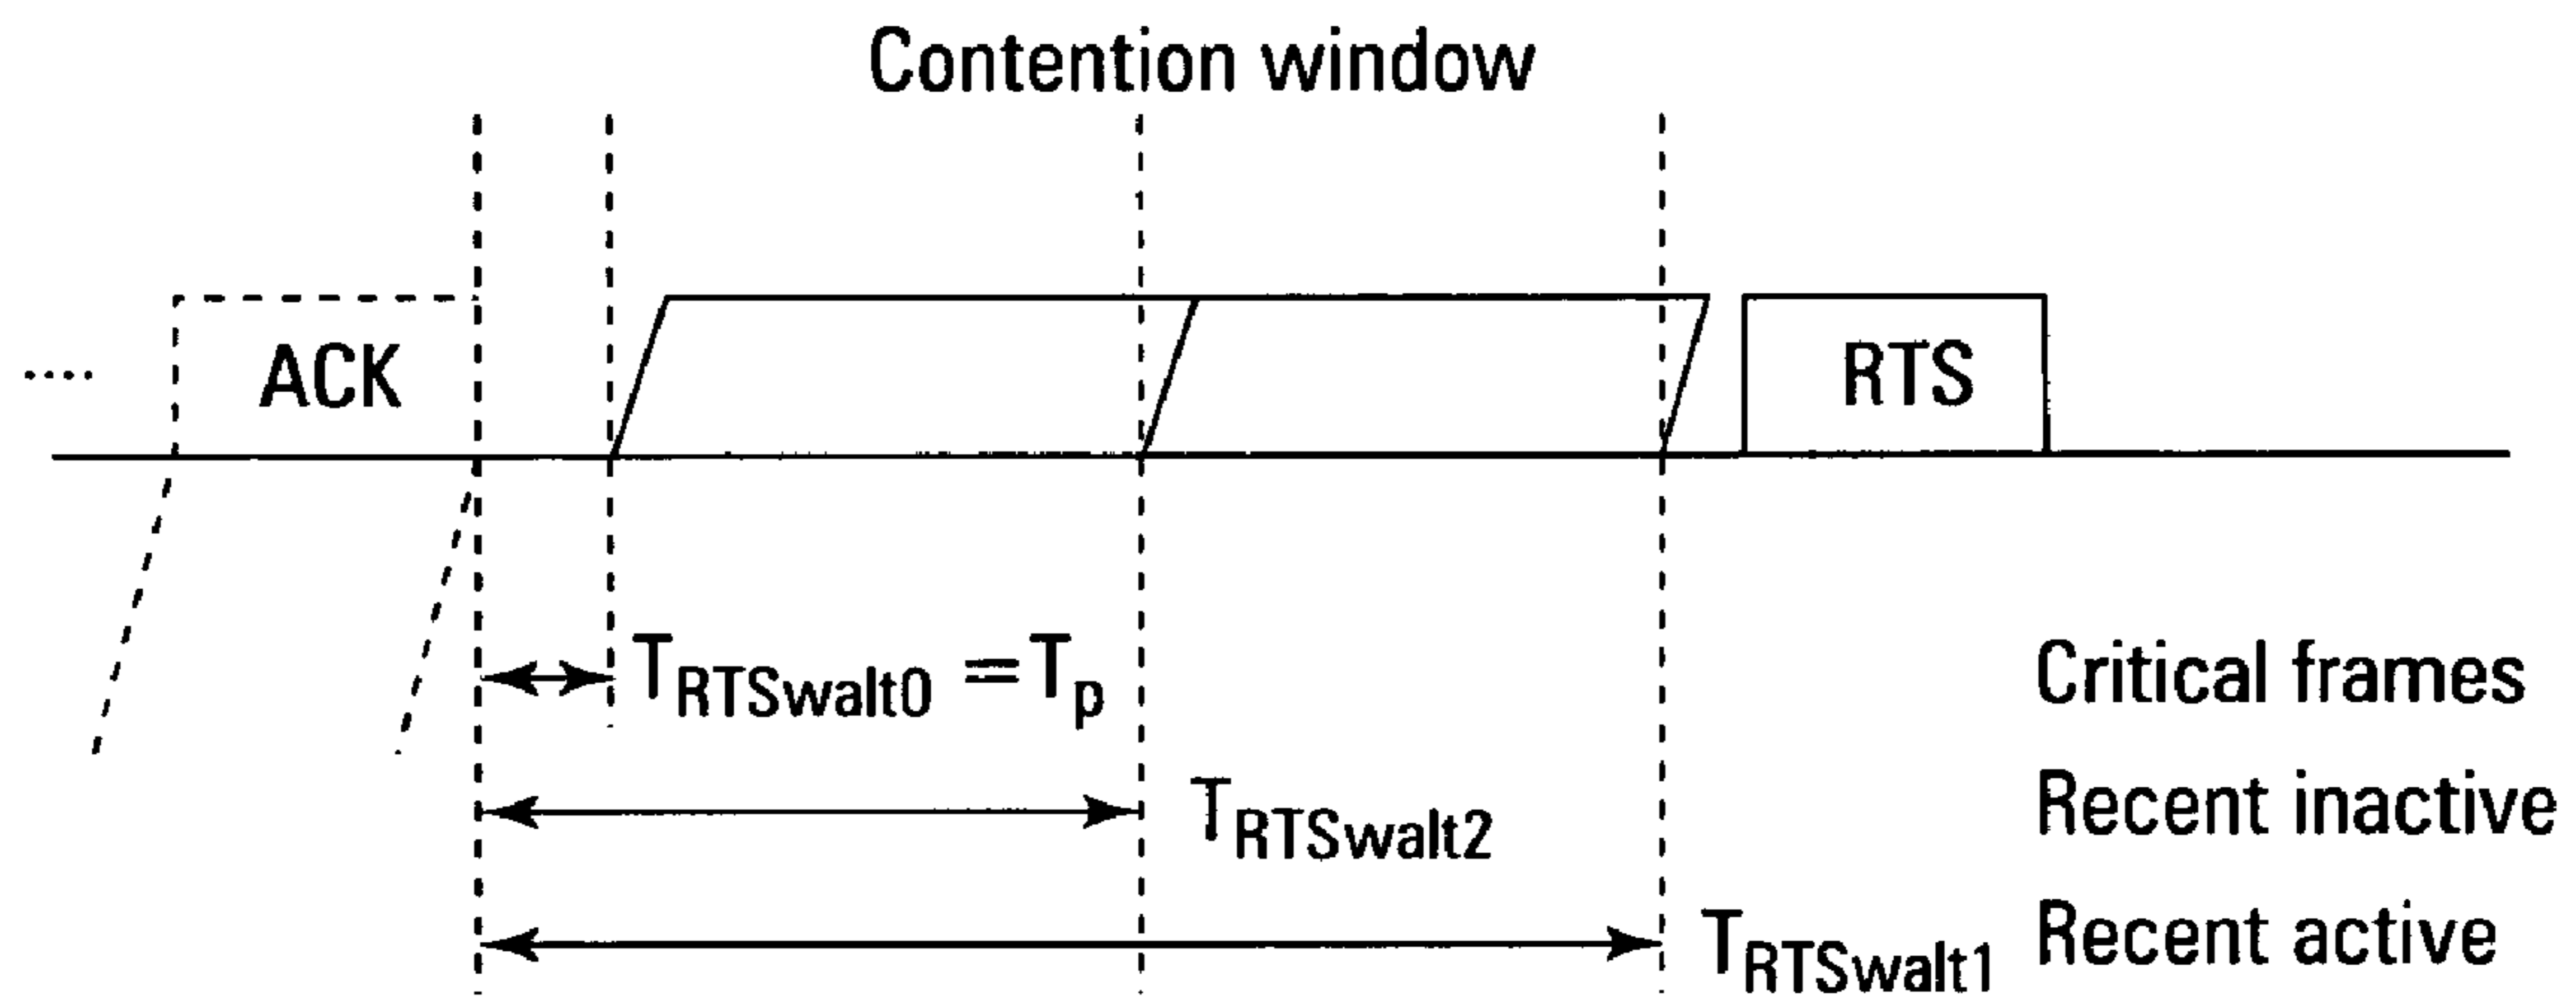 Contention window
.... ACK RTS
TRTSwalt0 =Tp Critical frames
TRTSwalt2 Recent inactive
TRTSwalt1 Recent active